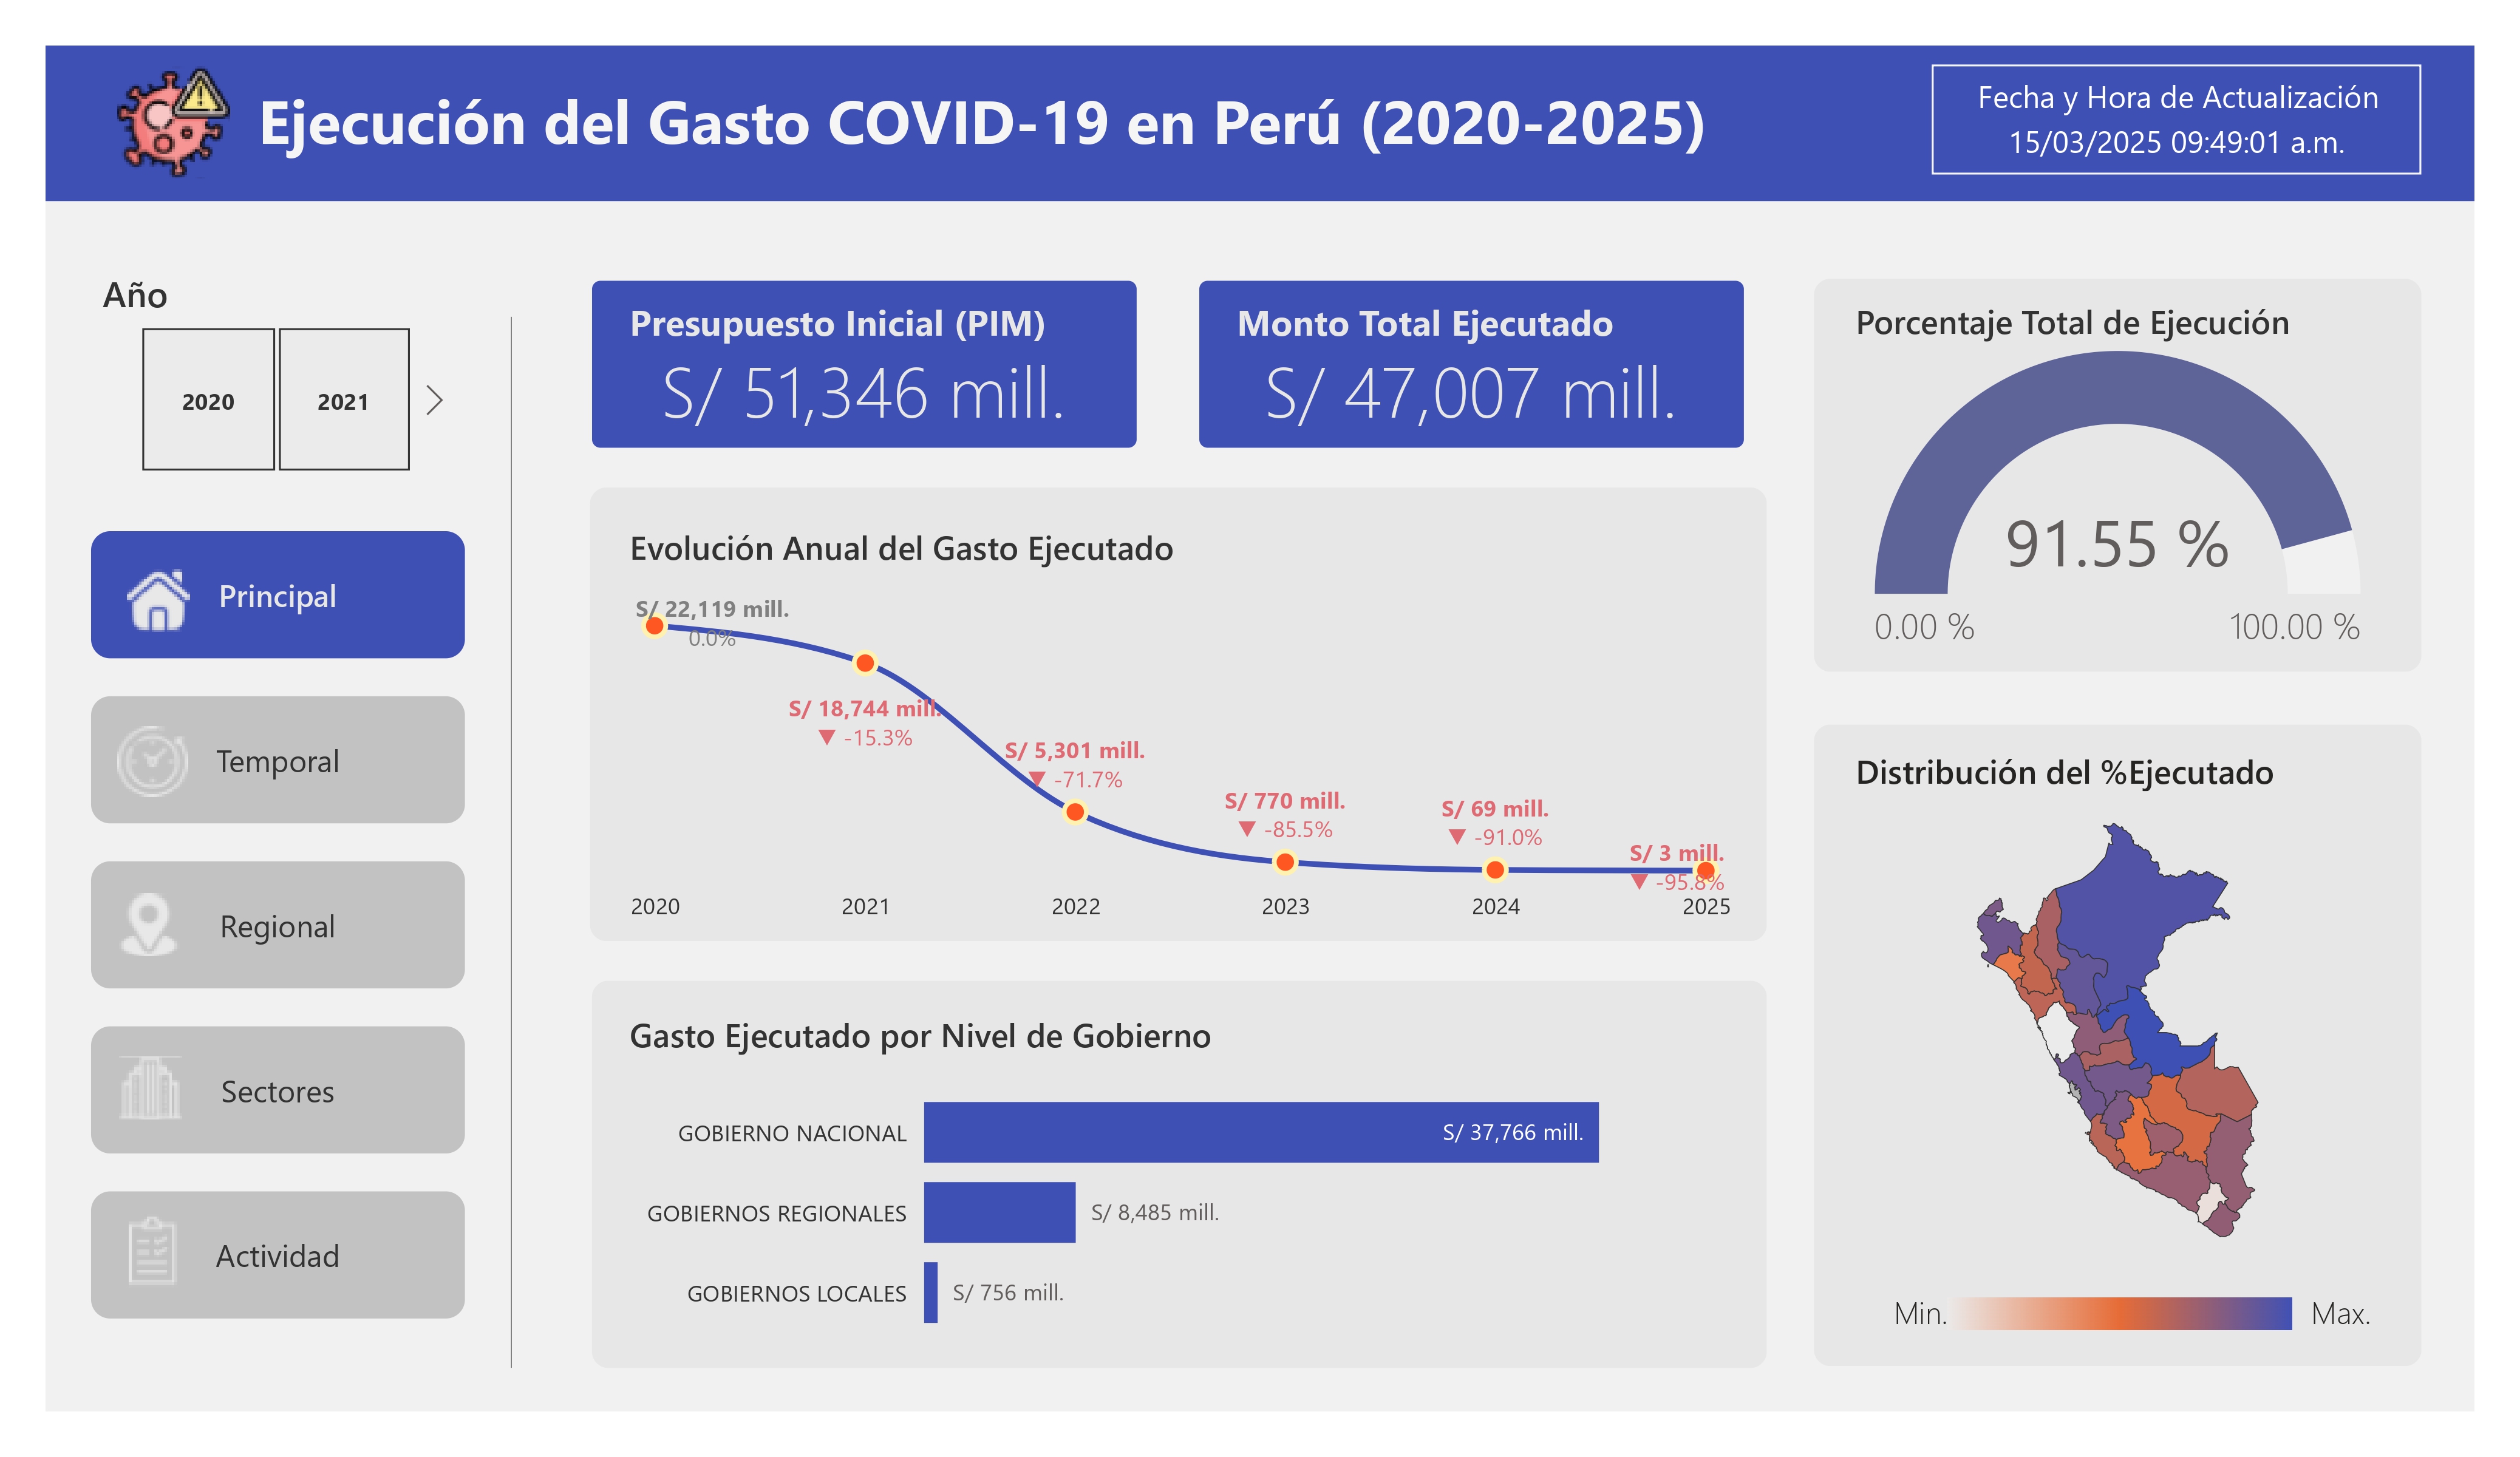 Ejecución del Gasto COVID-19 en Perú (2020-2025)
Fecha y Hora de Actualización
15/03/2025 09:49:01 a.m.
Año
2020
2021
Principal
Temporal
Regional
Sectores
Actividad
Presupuesto Inicial (PIM)
S/ 51,346 mill.
Monto Total Ejecutado
S/ 47,007 mill.
Porcentaje Total de Ejecución
91.55 %
0.00 %
100.00 %
Evolución Anual del Gasto Ejecutado
S/ 22,119 mill.
0.0%
S/ 18,744 mill.
▼ -15.3%
S/ 5,301 mill.
▼ -71.7%
S/ 770 mill.
▼ -85.5%
S/ 69 mill.
▼ -91.0%
S/ 3 mill.
▼ -95.8%
2020
2021
2022
2023
2024
2025
Gasto Ejecutado por Nivel de Gobierno
GOBIERNO NACIONAL
S/ 37,766 mill.
GOBIERNOS REGIONALES
S/ 8,485 mill.
GOBIERNOS LOCALES
S/ 756 mill.
Distribución del %Ejecutado
Min.
Max.